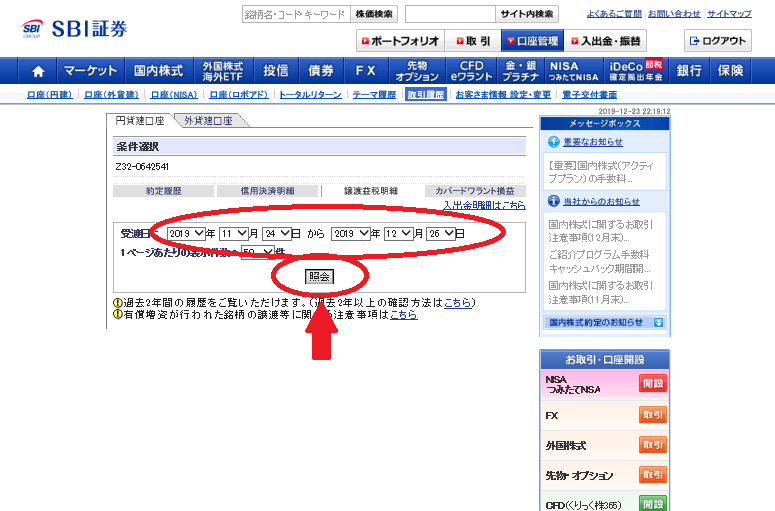 SBI GROUP SBI証券
銘柄名・コード・キーワード 株価検索 サイト内検索 よくあるご質問 お問い合わせ サイトマップ
ポートフォリオ 取引 口座管理 入出金・振替 ログアウト
マーケット 国内株式 外国株式 海外ETF 投信 債券 FX 先物 オプション CFD eワラント 金・銀 プラチナ NISA つみたてNISA iDeCo 節税 確定拠出年金 銀行 保険
口座(円建) 口座(外貨建) 口座(NISA) 口座(ロボアド) トータルリターン テーマ履歴 取引履歴 お客さま情報 設定・変更 電子交付書面
2019-12-23 22:19:12
円貨建口座 外貨建口座
条件選択
Z32-0642541
約定履歴 信用決済明細 譲渡益税明細 カバードワラント損益
入出金明細はこちら
受渡日: 2019 年 11 月 24 日 から 2019 年 12 月 26 日
1ページあたりの表示件数: 50 件
照会
過去2年間の履歴をご覧いただけます。(過去2年以上の確認方法はこちら)
有償増資が行われた銘柄の譲渡等に関する注意事項はこちら
メッセージボックス
重要なお知らせ
【重要】国内株式(アクティ
ブプラン)の手数料...
当社からのお知らせ
国内株式に関するお取引
注意事項(12月末)...
ご紹介プログラム手数料
キャッシュバック期間開...
国内株式に関するお取引
注意事項(11月末)...
国内株式約定のお知らせ
お取引・口座開設
NISA
つみたてNISA 開設
FX 取引
外国株式 取引
先物・オプション 取引
CFD(くりっく株365) 開設